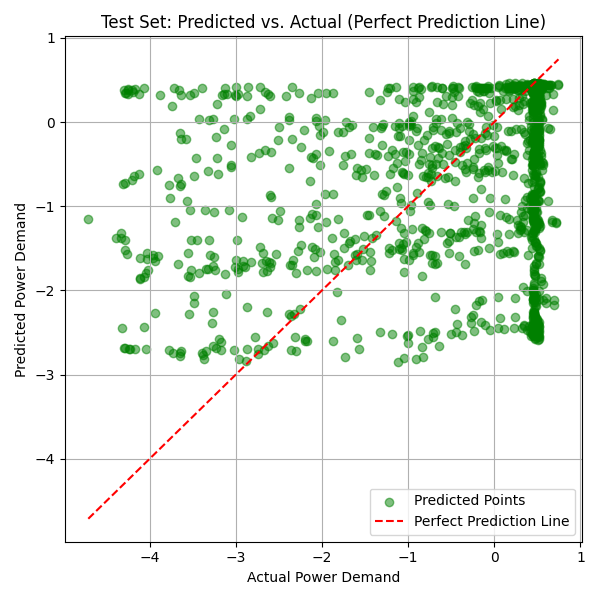 Test Set: Predicted vs. Actual (Perfect Prediction Line)
1
0
−1
−2
−3
−4
Predicted Power Demand
Predicted Points
Perfect Prediction Line
−4 −3 −2 −1 0 1
Actual Power Demand